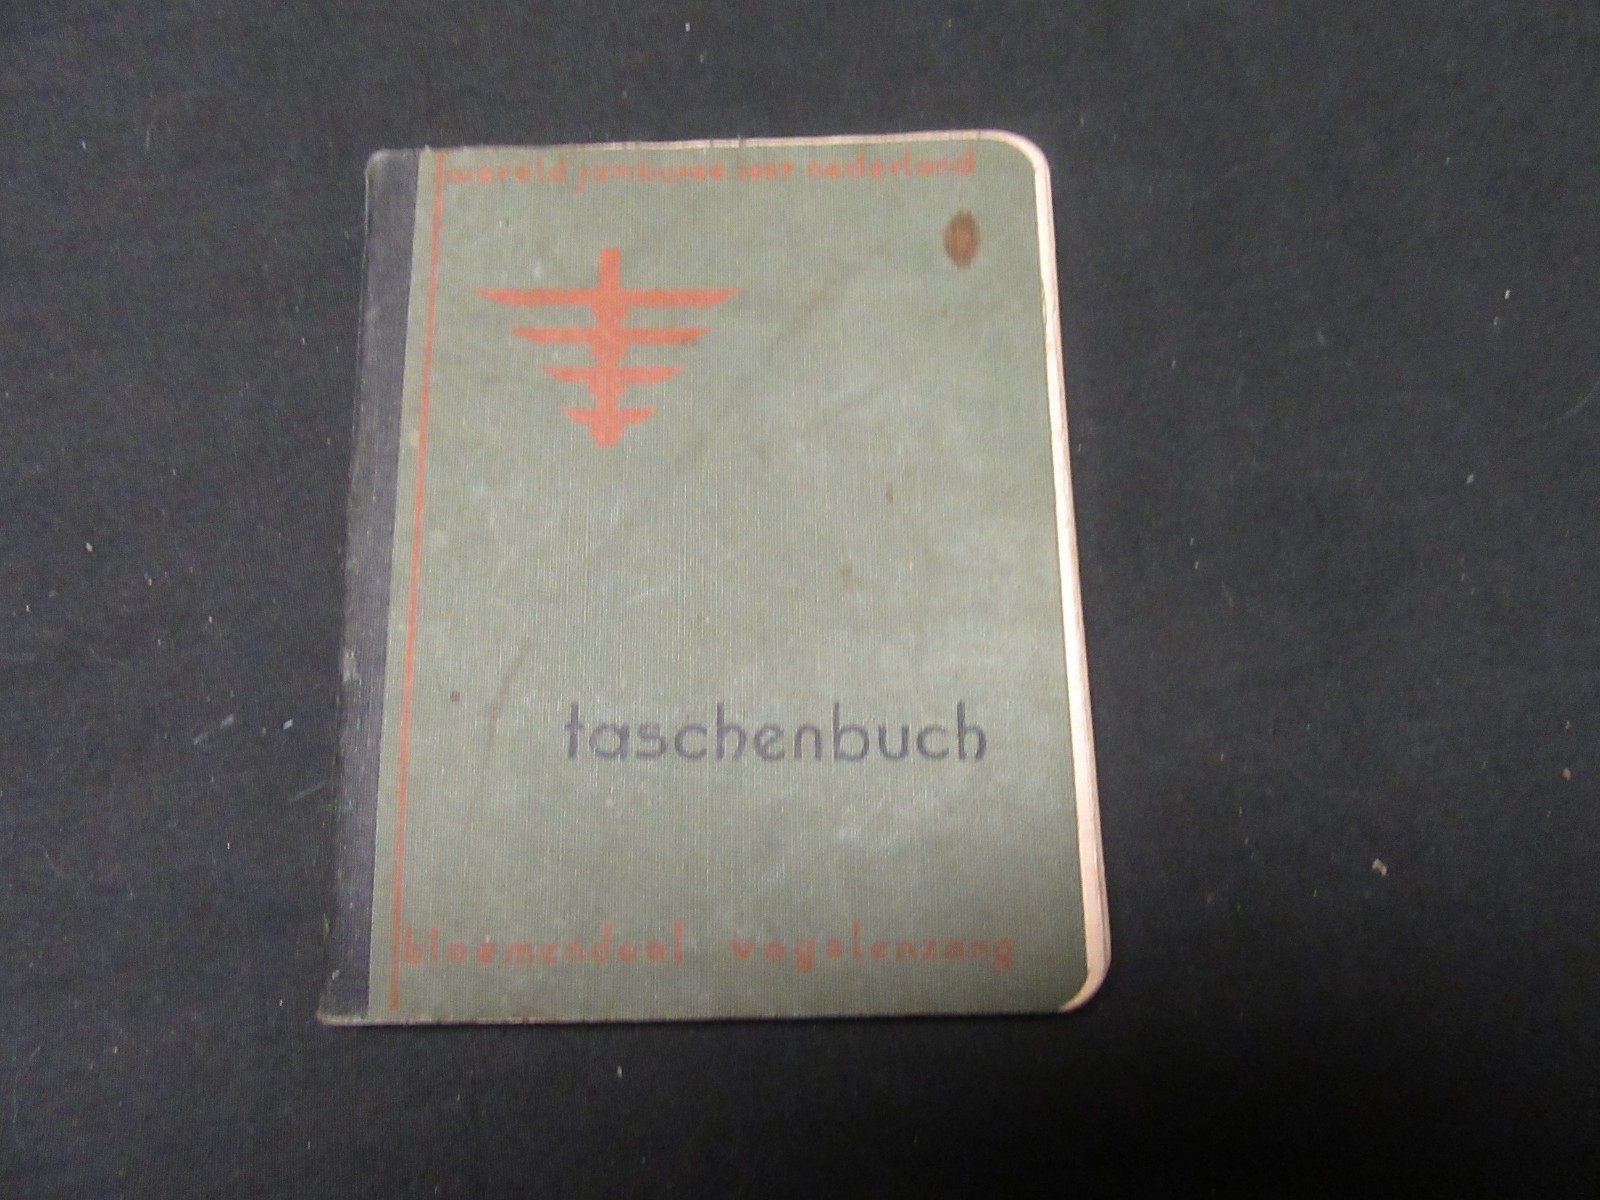 wereld jamboree 1937 nederland
taschenbuch
bloemendaal vogelenzang